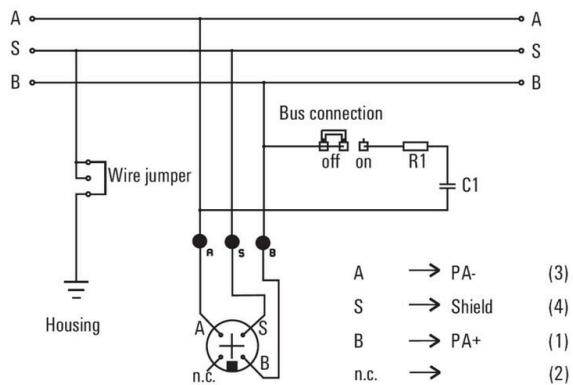 A A
S S
B B
Bus connection
off on R1
C1
Wire jumper
A S B
Housing
A S
n.c. B
A → PA- (3)
S → Shield (4)
B → PA+ (1)
n.c. → (2)